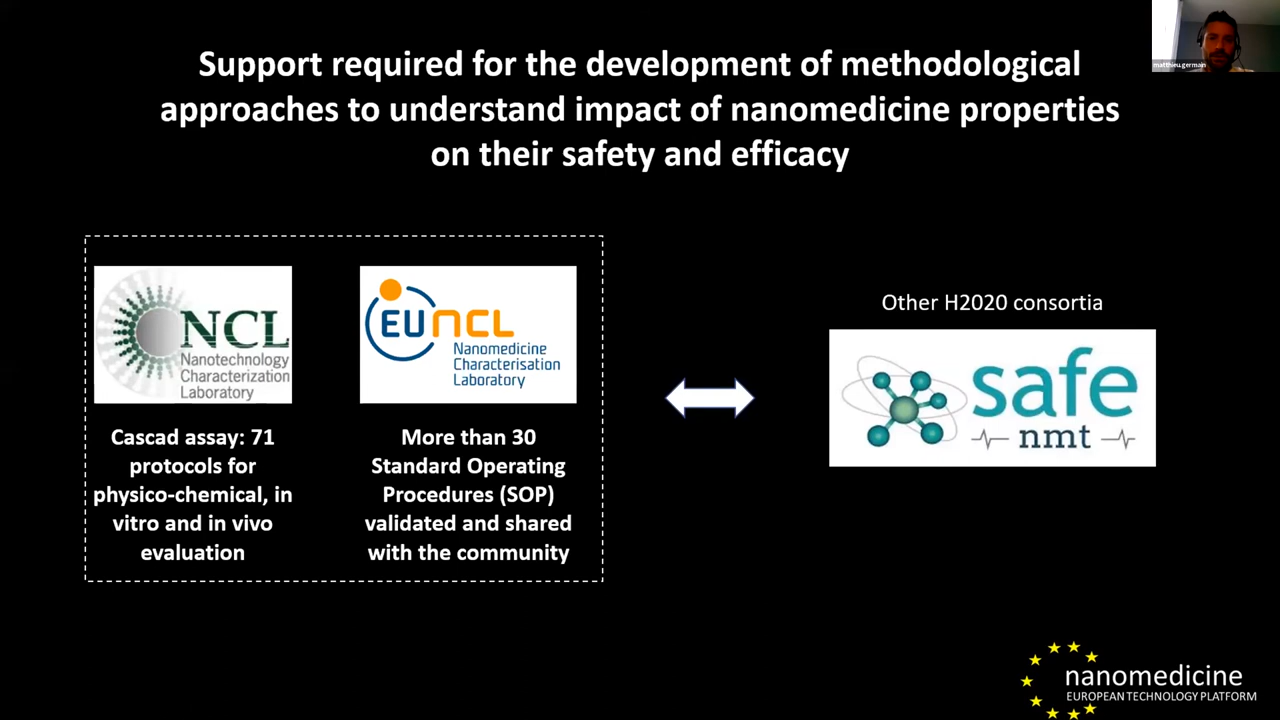 matthieu.germain
Support required for the development of methodological
approaches to understand impact of nanomedicine properties
on their safety and efficacy
NCL
Nanotechnology
Characterization
Laboratory
Cascad assay: 71
protocols for
physico-chemical, in
vitro and in vivo
evaluation
EUNCL
Nanomedicine
Characterisation
Laboratory
More than 30
Standard Operating
Procedures (SOP)
validated and shared
with the community
Other H2020 consortia
safe
nmt
nanomedicine
EUROPEAN TECHNOLOGY PLATFORM